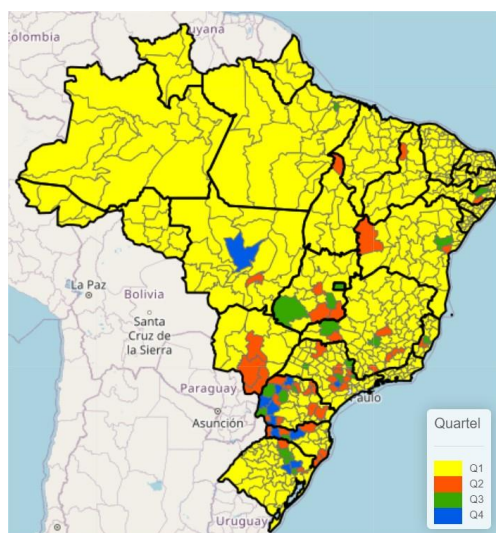 Colombia
uyana
La Paz
Bolivia
Santa
Cruz de
la Sierra
Paraguay
Paulo
Asunción
Uruguay
Quartel
Q1
Q2
Q3
Q4